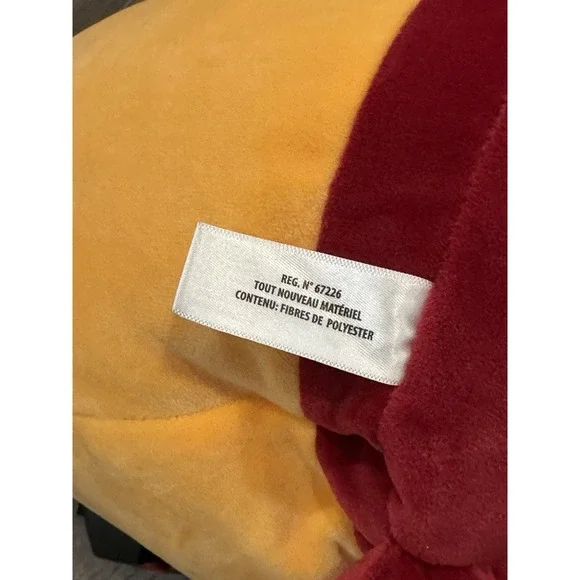 REG. N° 67226
TOUT NOUVEAU MATÉRIEL
CONTENU: FIBRES DE POLYESTER